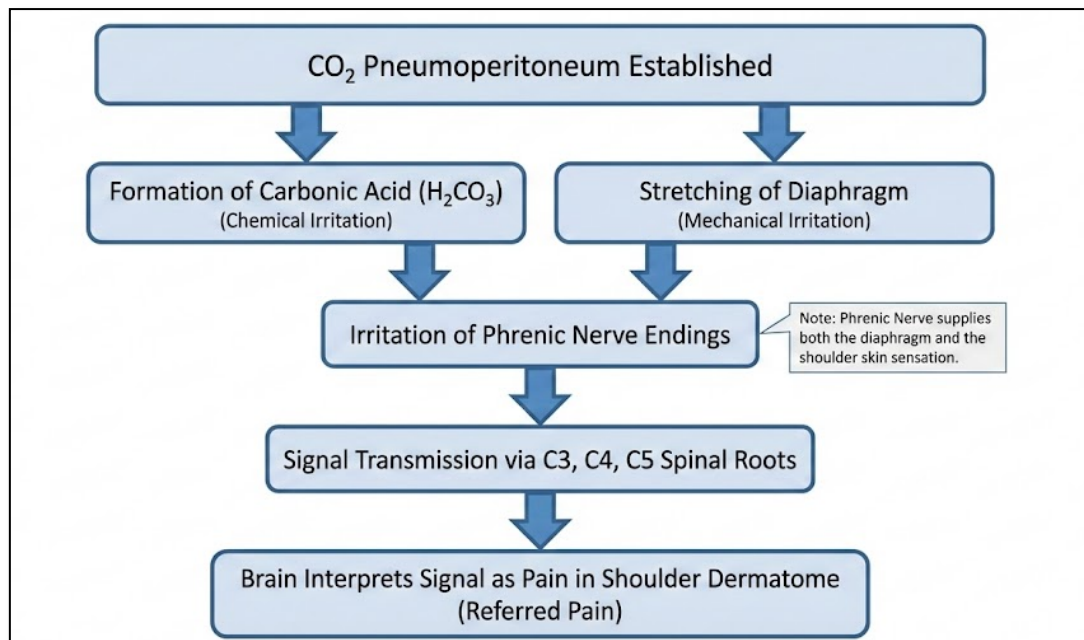 CO₂ Pneumoperitoneum Established
Formation of Carbonic Acid (H₂CO₃)
(Chemical Irritation)
Stretching of Diaphragm
(Mechanical Irritation)
Irritation of Phrenic Nerve Endings
Note: Phrenic Nerve supplies
both the diaphragm and the
shoulder skin sensation.
Signal Transmission via C3, C4, C5 Spinal Roots
Brain Interprets Signal as Pain in Shoulder Dermatome
(Referred Pain)